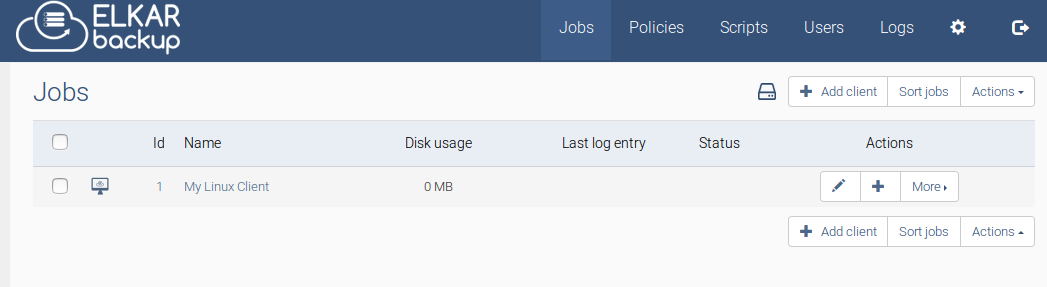 ELKAR
backup
Jobs Policies Scripts Users Logs
Jobs
Add client Sort jobs Actions
Id Name Disk usage Last log entry Status Actions
1 My Linux Client 0 MB More
Add client Sort jobs Actions